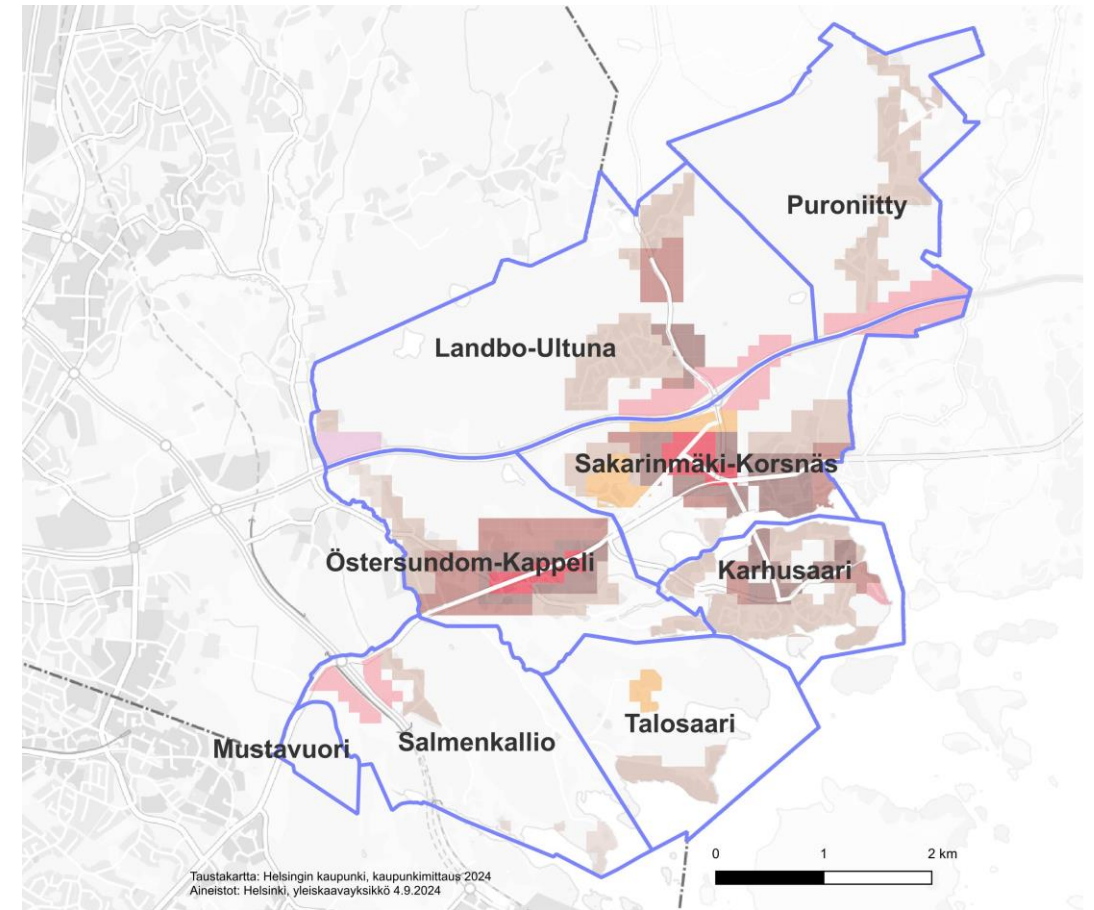 Puroniitty
Landbo-Ultuna
Sakarinmäki-Korsnäs
Östersundom-Kappeli
Karhusaari
Talosaari
Salmenkallio
Mustavuori
0 1 2 km
Taustakartta: Helsingin kaupunki, kaupunkimittaus 2024
Aineistot: Helsinki, yleiskaavayksikkö 4.9.2024